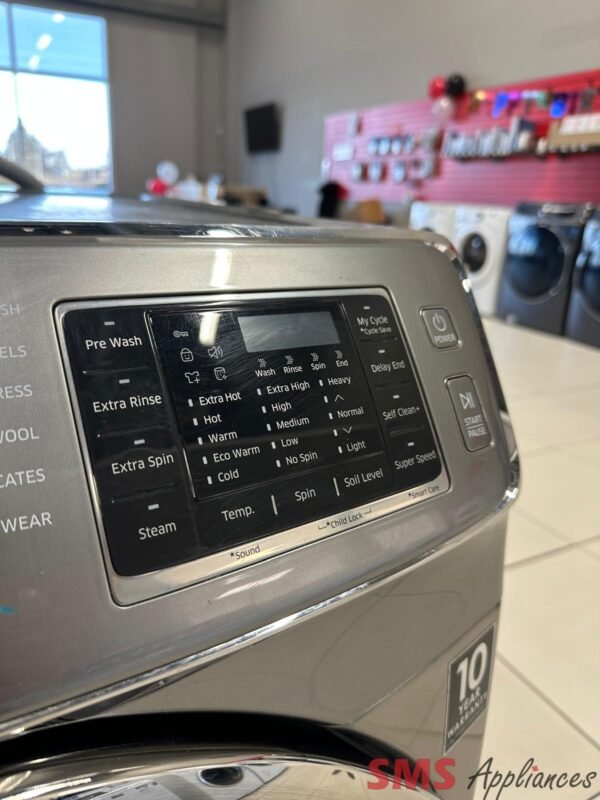 SH
ELS
RESS
WOOL
CATES
WEAR
Pre Wash
Extra Rinse
Extra Spin
Steam
Wash Rinse Spin End
Extra Hot
Hot
Warm
Eco Warm
Cold
Extra High
High
Medium
Low
No Spin
Heavy
Normal
Light
Temp.
Spin
Soil Level
My Cycle
*Cycle Save
Delay End
Self Clean+
Super Speed
*Sound
*Child Lock
*Smart Care
POWER
START
PAUSE
10
YEAR
WARRANTY
SMS Appliances